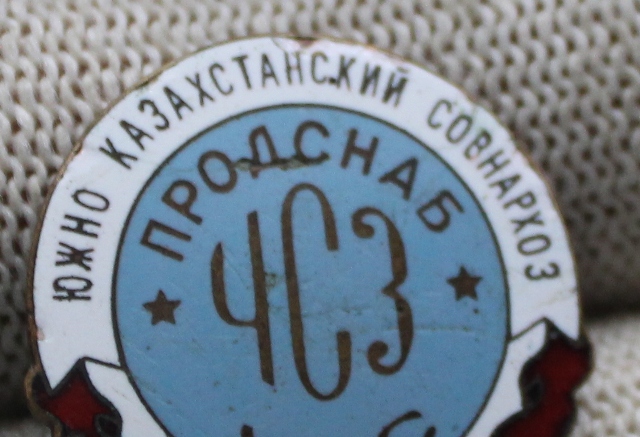 ЮЖНО КАЗАХСТАНСКИЙ СОВНАРХОЗ
ПРОДСНАБ
ЧСЗ